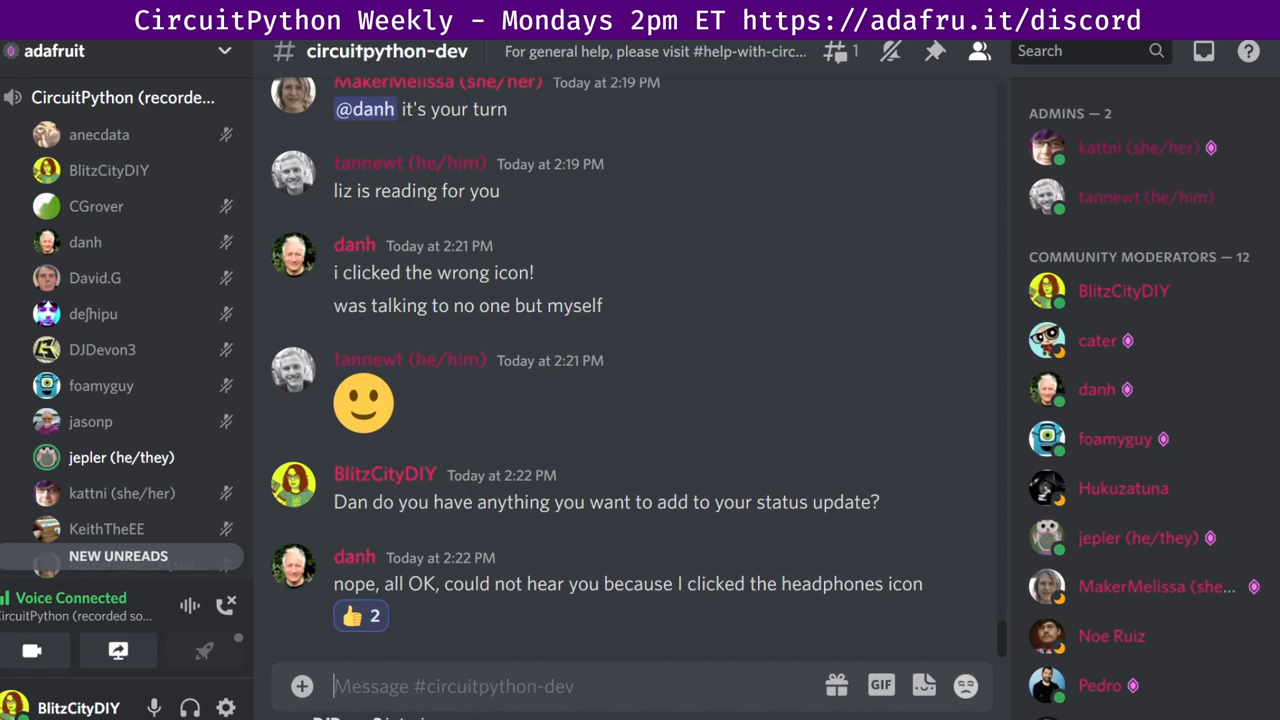 CircuitPython Weekly - Mondays 2pm ET https://adafru.it/discord
adafruit
# circuitpython-dev
For general help, please visit #help-with-circ...
1
Search
CircuitPython (recorde...
anecdata
BlitzCityDIY
CGrover
danh
David.G
deʃhipu
DJDevon3
foamyguy
jasonp
jepler (he/they)
kattni (she/her)
KeithTheEE
NEW UNREADS
Voice Connected
CircuitPython (recorded so...
BlitzCityDIY
MakerMelissa (she/her) Today at 2:19 PM
@danh it's your turn
tannewt (he/him) Today at 2:19 PM
liz is reading for you
danh Today at 2:21 PM
i clicked the wrong icon!
was talking to no one but myself
tannewt (he/him) Today at 2:21 PM
BlitzCityDIY Today at 2:22 PM
Dan do you have anything you want to add to your status update?
danh Today at 2:22 PM
nope, all OK, could not hear you because I clicked the headphones icon
2
Message #circuitpython-dev
GIF
ADMINS — 2
kattni (she/her)
tannewt (he/him)
COMMUNITY MODERATORS — 12
BlitzCityDIY
cater
danh
foamyguy
Hukuzatuna
jepler (he/they)
MakerMelissa (she...
Noe Ruiz
Pedro